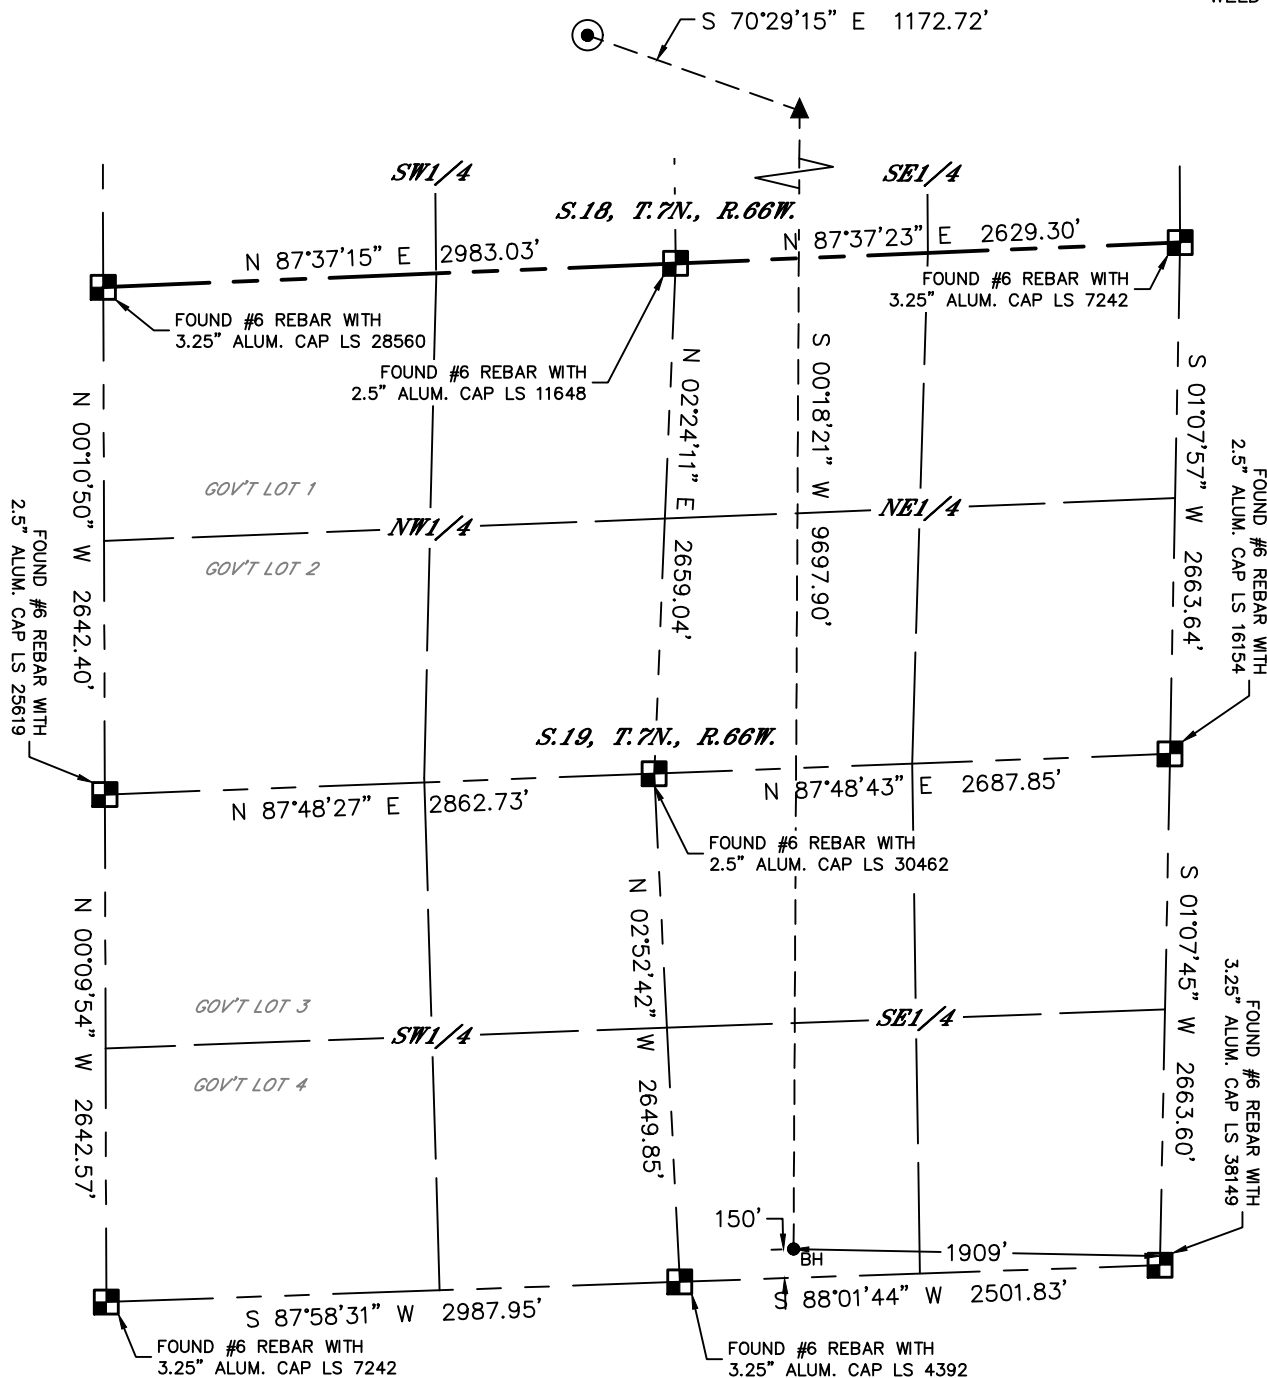 S 70°29'15" E 1172.72'
SW1/4
SE1/4
S.18, T.7N., R.66W.
N 87°37'15" E 2983.03'
N 87°37'23" E 2629.30'
FOUND #6 REBAR WITH
3.25" ALUM. CAP LS 7242
FOUND #6 REBAR WITH
3.25" ALUM. CAP LS 28560
FOUND #6 REBAR WITH
2.5" ALUM. CAP LS 11648
N 00°10'50" W 2642.40'
N 02°24'11" E 2659.04'
S 00°18'21" W 9697.90'
S 01°07'57" W 2663.64'
FOUND #6 REBAR WITH
2.5" ALUM. CAP LS 16154
GOV'T LOT 1
NW1/4
NE1/4
GOV'T LOT 2
FOUND #6 REBAR WITH
2.5" ALUM. CAP LS 25619
S.19, T.7N., R.66W.
N 87°48'27" E 2862.73'
N 87°48'43" E 2687.85'
FOUND #6 REBAR WITH
2.5" ALUM. CAP LS 30462
N 00°09'54" W 2642.57'
N 02°52'42" W 2649.85'
S 01°07'45" W 2663.60'
FOUND #6 REBAR WITH
3.25" ALUM. CAP LS 38149
GOV'T LOT 3
SW1/4
SE1/4
GOV'T LOT 4
150'
BH
1909'
S 87°58'31" W 2987.95'
S 88°01'44" W 2501.83'
FOUND #6 REBAR WITH
3.25" ALUM. CAP LS 7242
FOUND #6 REBAR WITH
3.25" ALUM. CAP LS 4392